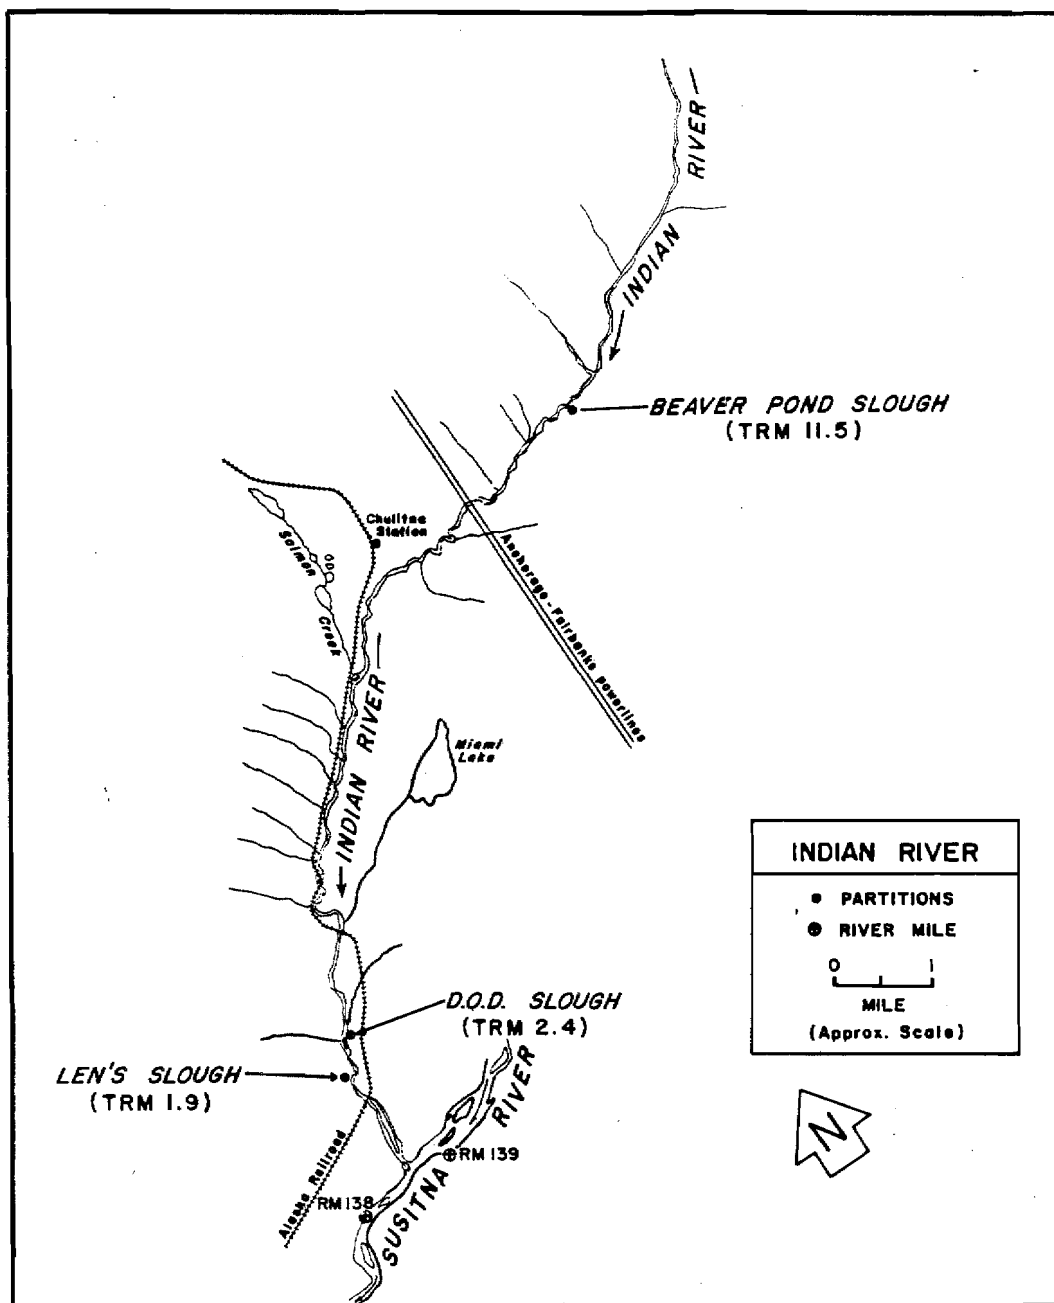 INDIAN RIVER —
BEAVER POND SLOUGH
(TRM 11.5)
Chulitna
Station
Salmon
Creek
Anchorage - Fairbanks powerlines
INDIAN RIVER —
Miami
Lake
INDIAN RIVER
PARTITIONS
RIVER MILE
0 1
MILE
(Approx. Scale)
D.O.D. SLOUGH
(TRM 2.4)
LEN'S SLOUGH
(TRM 1.9)
Alaska Railroad
RM 139
RM 138
SUSITNA RIVER
N